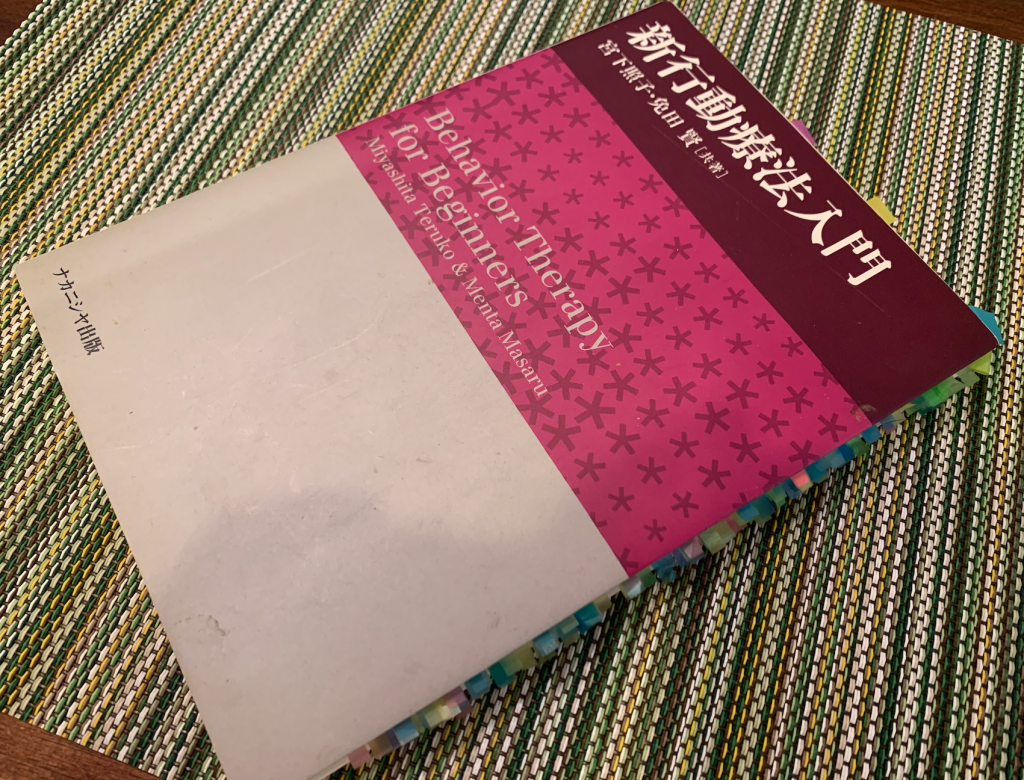 新行動療法入門
宮下照子・免田 賢［共著］
Behavior Therapy
for Beginners
Miyashita Teruko & Menta Masaru
ナカニシヤ出版